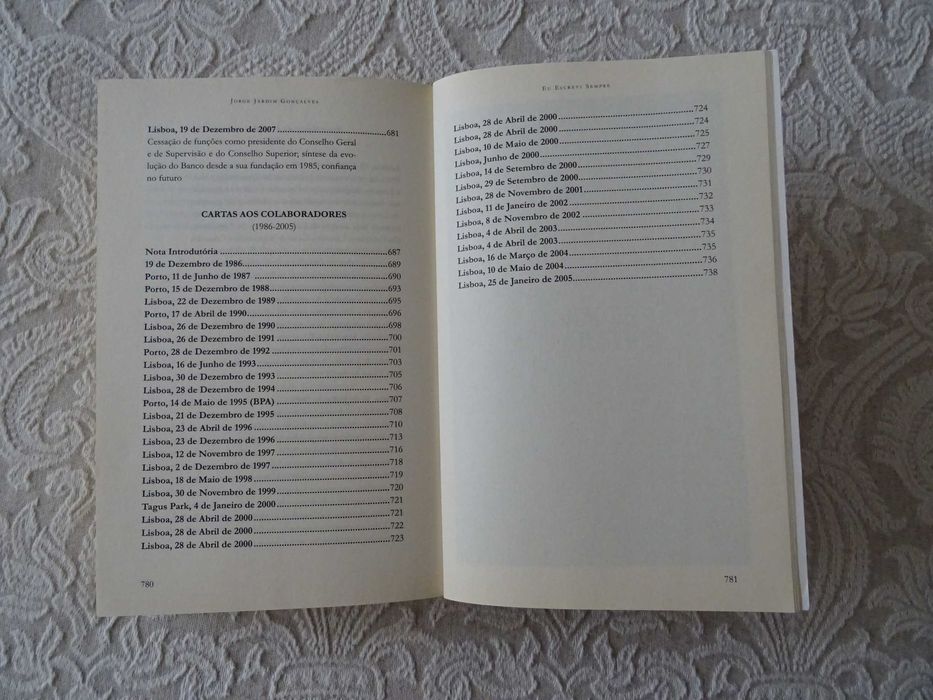 Jorge Jardim Gonçalves
Lisboa, 19 de Dezembro de 2007 681
Cessação de funções como presidente do Conselho Geral
e de Supervisão e do Conselho Superior; síntese da evo-
lução do Banco desde a sua fundação em 1985; confiança
no futuro
CARTAS AOS COLABORADORES
(1986-2005)
Nota Introdutória 687
19 de Dezembro de 1986 689
Porto, 11 de Junho de 1987 690
Porto, 15 de Dezembro de 1988 693
Lisboa, 22 de Dezembro de 1989 695
Porto, 17 de Abril de 1990 696
Lisboa, 26 de Dezembro de 1990 698
Lisboa, 26 de Dezembro de 1991 700
Porto, 28 de Dezembro de 1992 701
Lisboa, 16 de Junho de 1993 703
Lisboa, 30 de Dezembro de 1993 705
Lisboa, 28 de Dezembro de 1994 706
Porto, 14 de Maio de 1995 (BPA) 707
Lisboa, 21 de Dezembro de 1995 708
Lisboa, 23 de Abril de 1996 710
Lisboa, 23 de Dezembro de 1996 713
Lisboa, 12 de Novembro de 1997 716
Lisboa, 2 de Dezembro de 1997 718
Lisboa, 18 de Maio de 1998 719
Lisboa, 30 de Novembro de 1999 720
Tagus Park, 4 de Janeiro de 2000 721
Lisboa, 28 de Abril de 2000 721
Lisboa, 28 de Abril de 2000 722
Lisboa, 28 de Abril de 2000 723
780
Eu Escrevi Sempre
Lisboa, 28 de Abril de 2000 724
Lisboa, 28 de Abril de 2000 724
Lisboa, 10 de Maio de 2000 725
Lisboa, Junho de 2000 727
Lisboa, 14 de Setembro de 2000 729
Lisboa, 29 de Setembro de 2000 730
Lisboa, 28 de Novembro de 2001 731
Lisboa, 11 de Janeiro de 2002 732
Lisboa, 8 de Novembro de 2002 733
Lisboa, 4 de Abril de 2003 734
Lisboa, 4 de Abril de 2003 735
Lisboa, 16 de Março de 2004 735
Lisboa, 10 de Maio de 2004 736
Lisboa, 25 de Janeiro de 2005 738
781